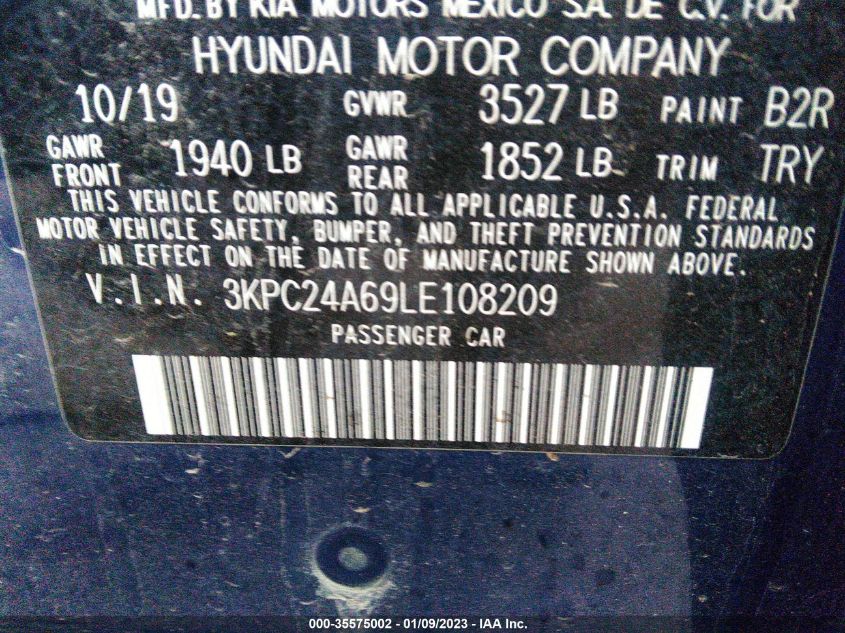 MFD. BY KIA MOTORS MEXICO S.A. DE C.V. FOR
HYUNDAI MOTOR COMPANY
10/19 GVWR 3527 LB PAINT B2R
GAWR FRONT 1940 LB GAWR REAR 1852 LB TRIM TRY
THIS VEHICLE CONFORMS TO ALL APPLICABLE U.S.A. FEDERAL
MOTOR VEHICLE SAFETY, BUMPER, AND THEFT PREVENTION STANDARDS
IN EFFECT ON THE DATE OF MANUFACTURE SHOWN ABOVE.
V.I.N. 3KPC24A69LE108209
PASSENGER CAR
000-35575002 - 01/09/2023 - IAA Inc.